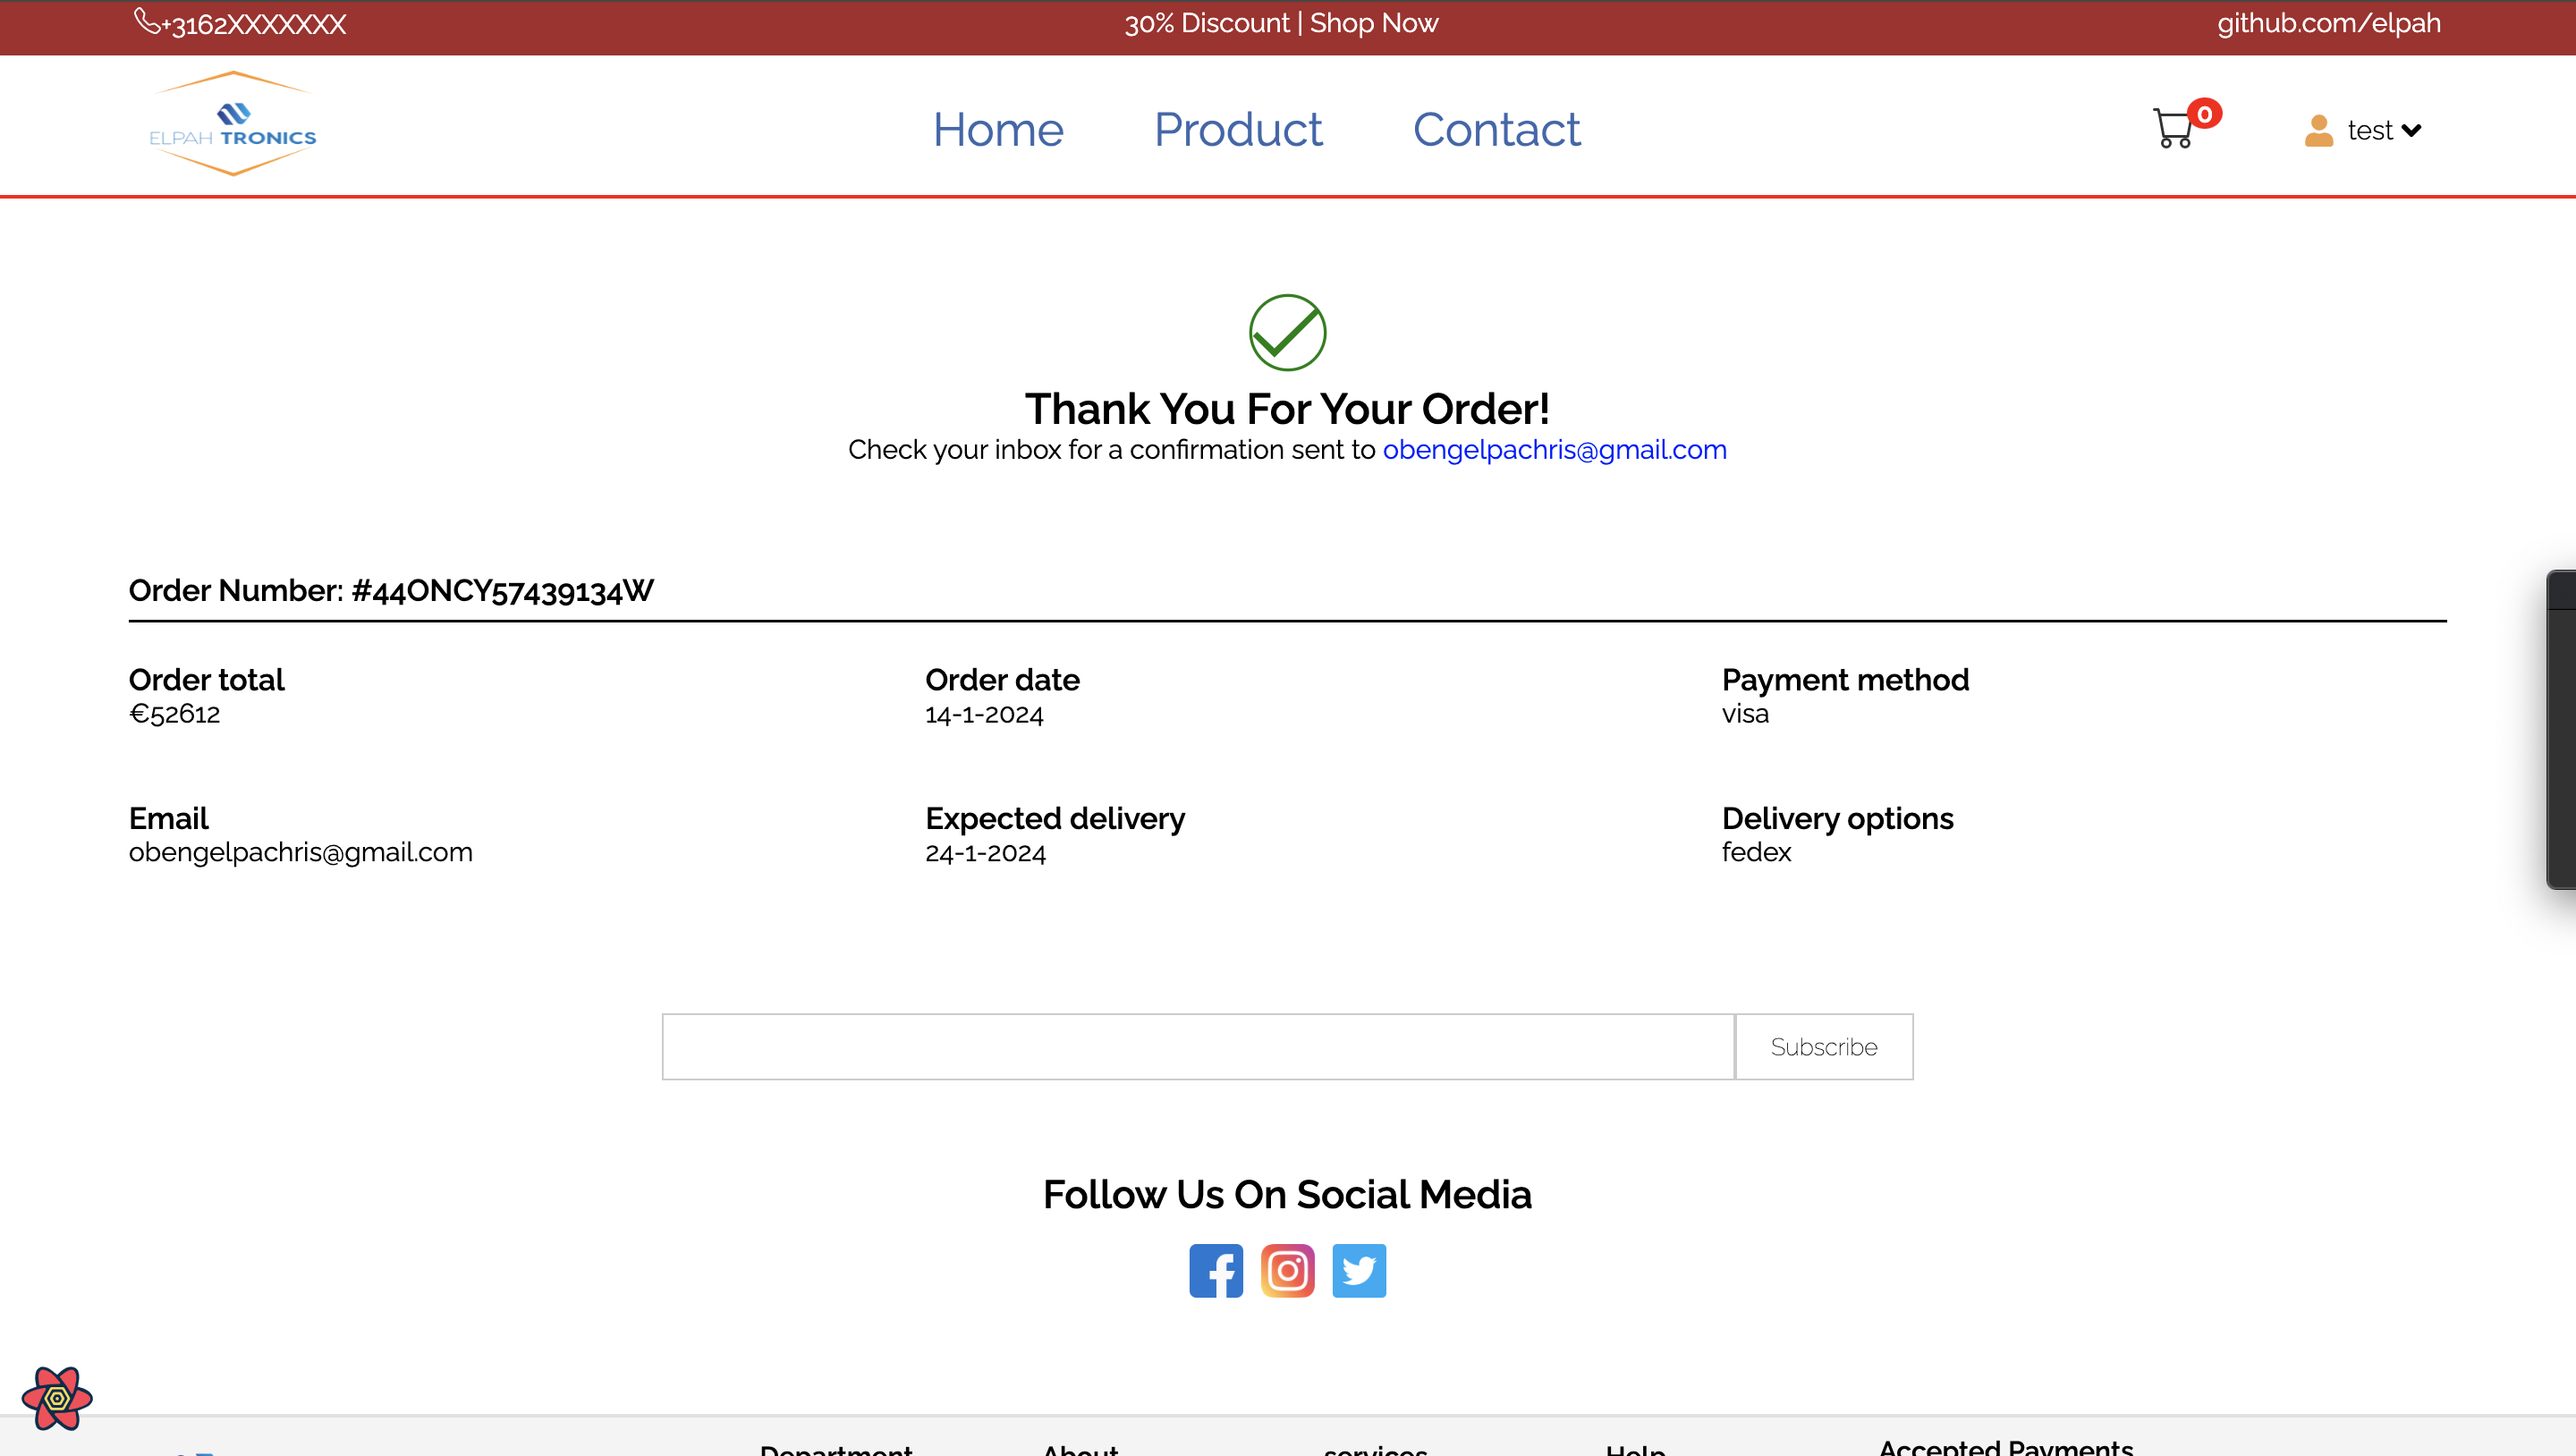 +3162XXXXXXX
30% Discount | Shop Now
github.com/elpah
ELPAH TRONICS
Home
Product
Contact
0
test
Thank You For Your Order!
Check your inbox for a confirmation sent to obengelpachris@gmail.com
Order Number: #44ONCY57439134W
Order total
€52612
Order date
14-1-2024
Payment method
visa
Email
obengelpachris@gmail.com
Expected delivery
24-1-2024
Delivery options
fedex
Subscribe
Follow Us On Social Media
Department
About
services
Help
Accepted Payments